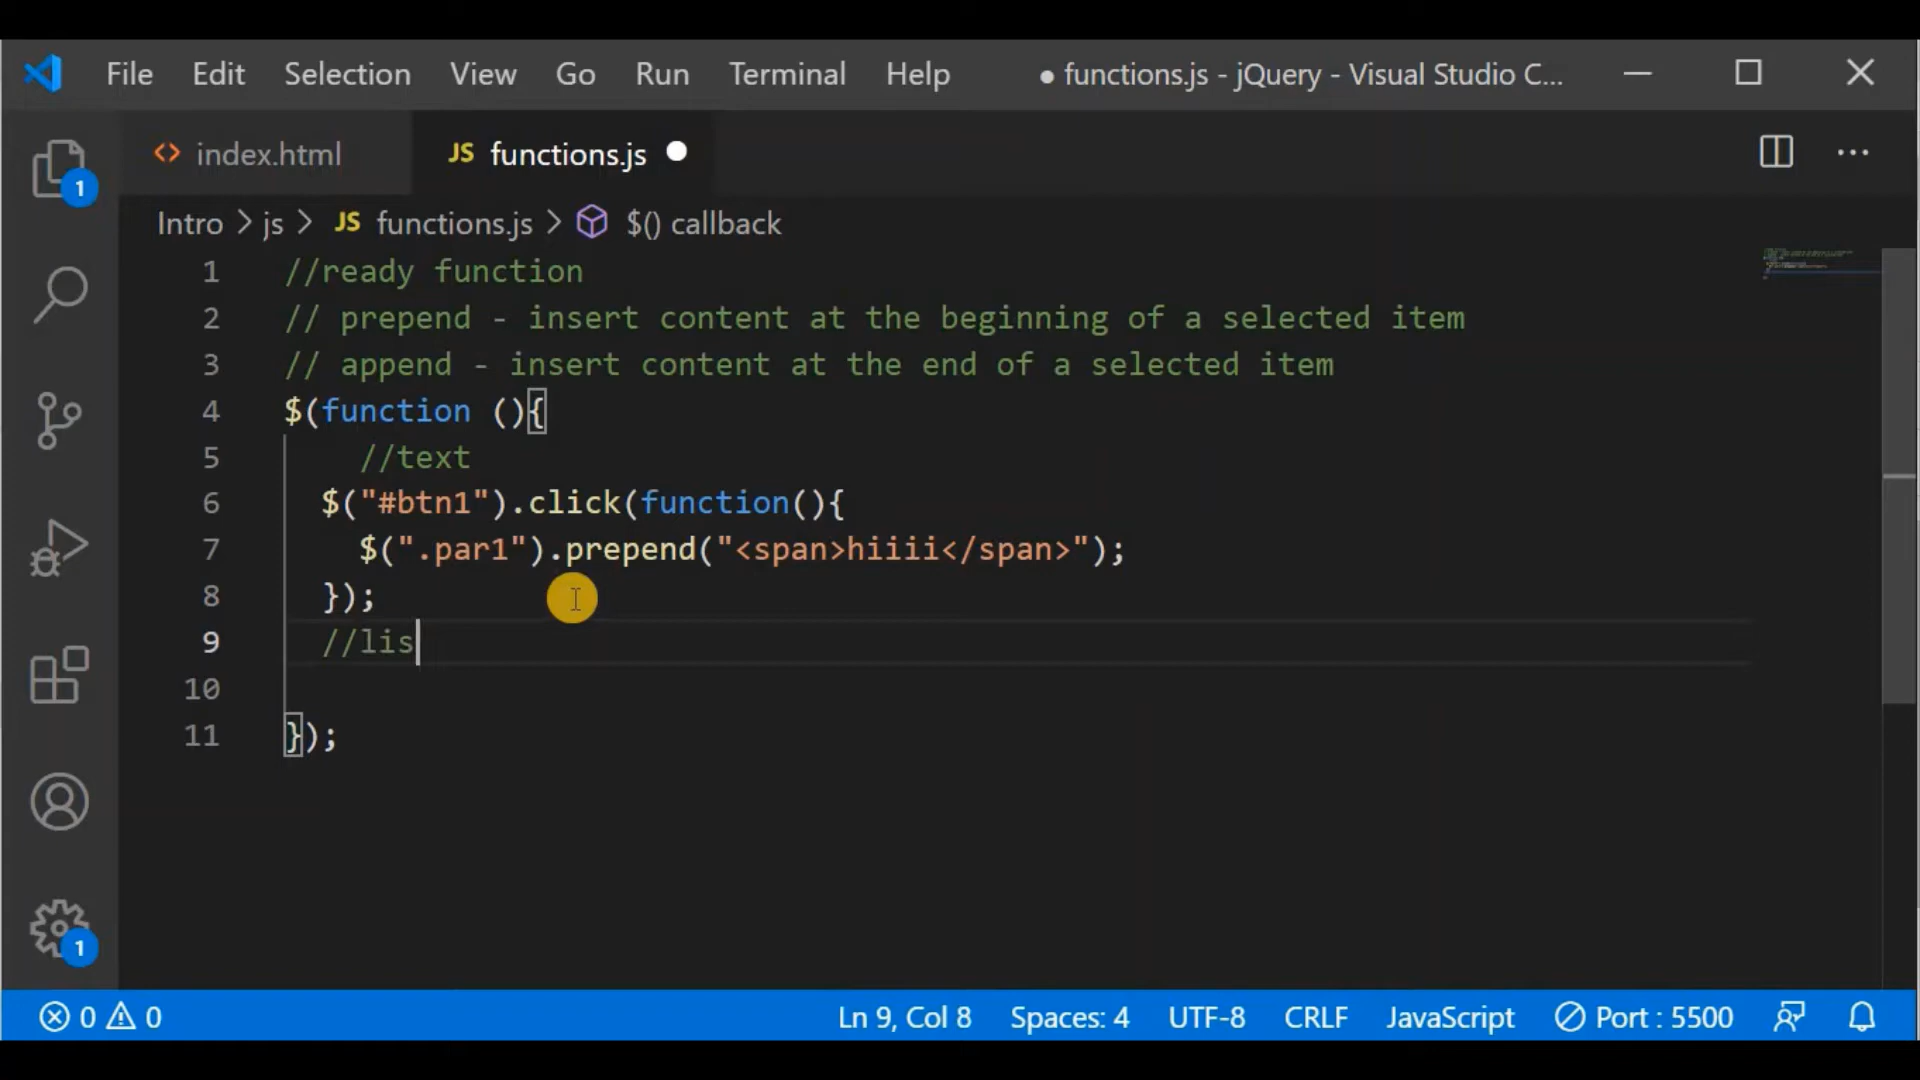 File Edit Selection View Go Run Terminal Help ● functions.js - jQuery - Visual Studio C...
index.html JS functions.js
1
Intro > js > JS functions.js > $() callback
1 //ready function
2 // prepend - insert content at the beginning of a selected item
3 // append - insert content at the end of a selected item
4 $(function (){
5 //text
6 $("#btn1").click(function(){
7 $(".par1").prepend("<span>hiiii</span>");
8 });
9 //lis
10
11 });
1
0 0 Ln 9, Col 8 Spaces: 4 UTF-8 CRLF JavaScript Port : 5500